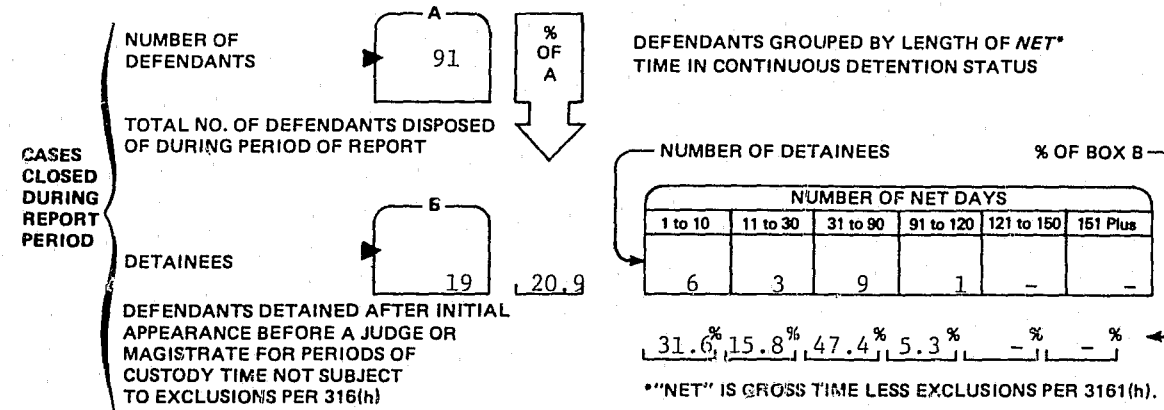 CASES
CLOSED
DURING
REPORT
PERIOD
NUMBER OF
DEFENDANTS
A
91
%
OF
A
TOTAL NO. OF DEFENDANTS DISPOSED
OF DURING PERIOD OF REPORT
DETAINEES
B
19
20.9
DEFENDANTS DETAINED AFTER INITIAL
APPEARANCE BEFORE A JUDGE OR
MAGISTRATE FOR PERIODS OF
CUSTODY TIME NOT SUBJECT
TO EXCLUSIONS PER 316(h)
DEFENDANTS GROUPED BY LENGTH OF NET*
TIME IN CONTINUOUS DETENTION STATUS
NUMBER OF DETAINEES % OF BOX B
NUMBER OF NET DAYS
1 to 10 11 to 30 31 to 90 91 to 120 121 to 150 151 Plus
6 3 9 1 – –
31.6% 15.8% 47.4% 5.3% – % – %
*"NET" IS GROSS TIME LESS EXCLUSIONS PER 3161(h).